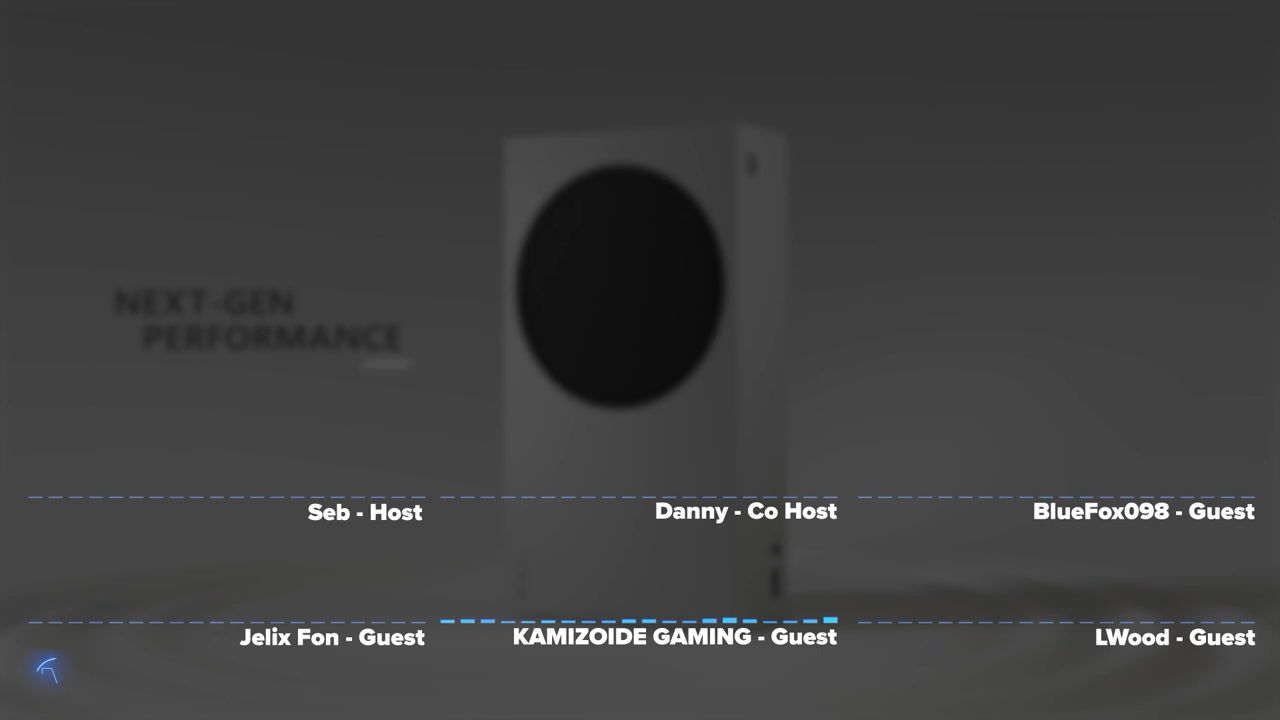 NEXT-GEN
PERFORMANCE
Seb - Host
Danny - Co Host
BlueFox098 - Guest
Jelix Fon - Guest
KAMIZOIDE GAMING - Guest
LWood - Guest